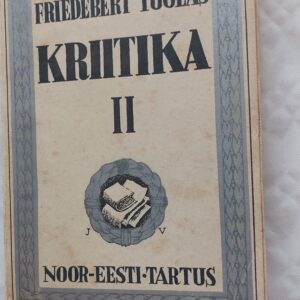 FRIEDEBERT TUGLAS
KRIITIKA
II
J V
NOOR-EESTI·TARTUS